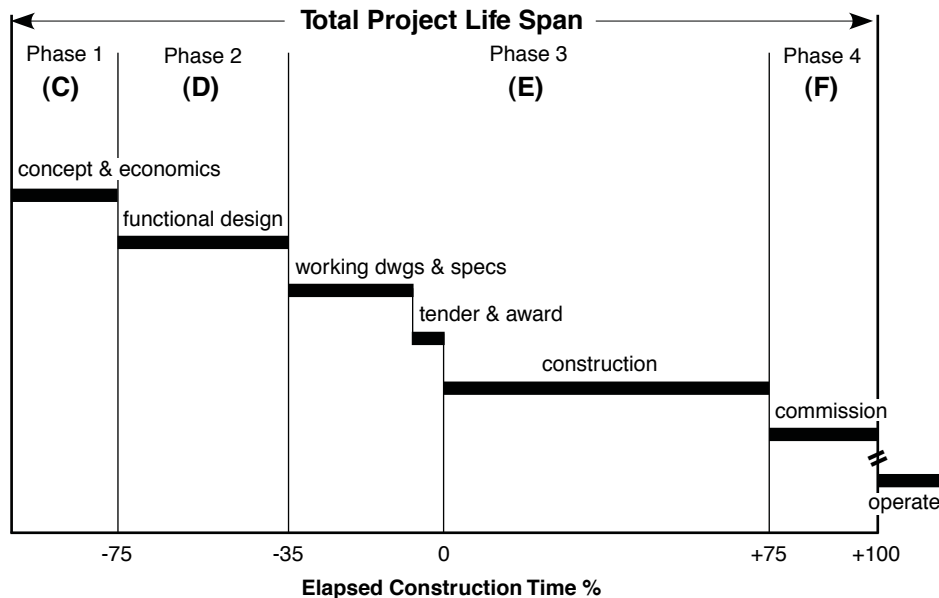 Total Project Life Span
Phase 1 Phase 2 Phase 3 Phase 4
(C) (D) (E) (F)
concept & economics
functional design
working dwgs & specs
tender & award
construction
commission
operate
-75 -35 0 +75 +100
Elapsed Construction Time %